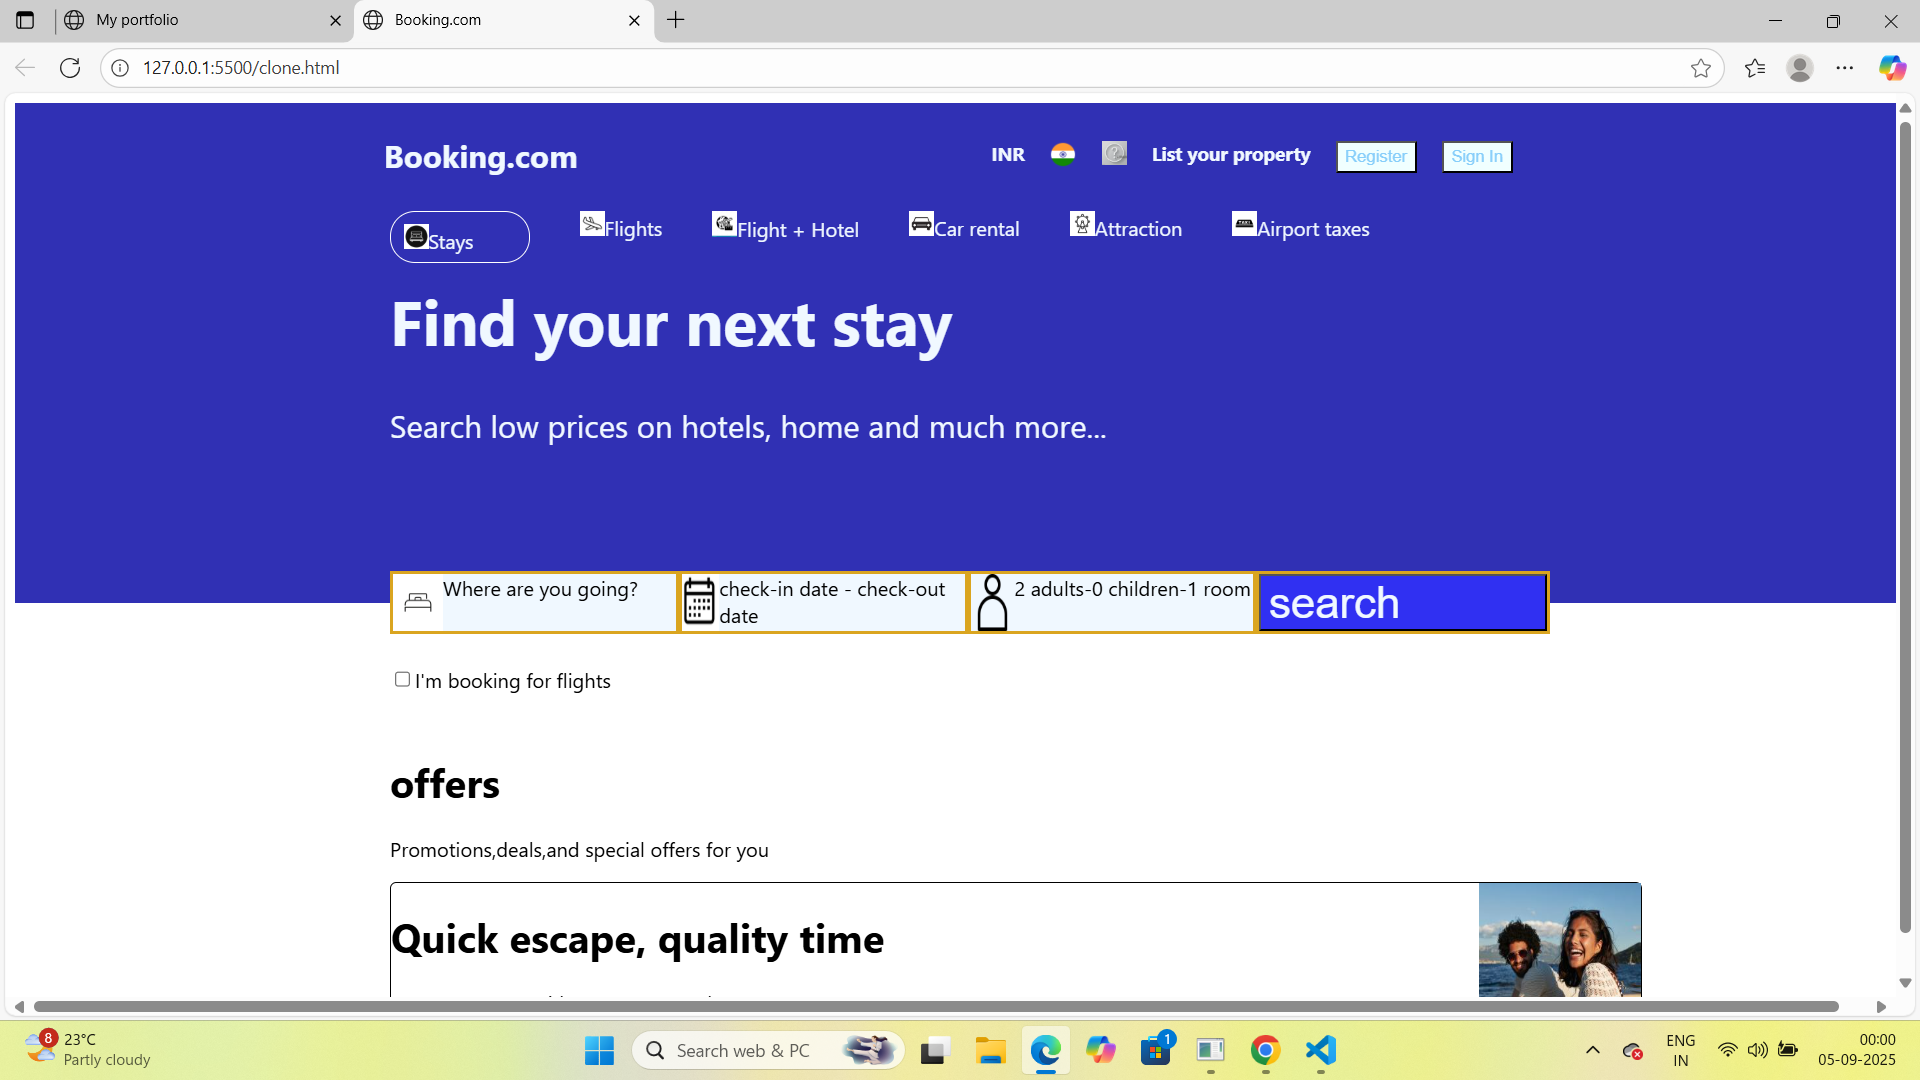 My portfolio
Booking.com
127.0.0.1:5500/clone.html
Booking.com
INR
List your property
Register
Sign In
Stays
Flights
Flight + Hotel
Car rental
Attraction
Airport taxes
Find your next stay
Search low prices on hotels, home and much more...
Where are you going?
check-in date - check-out
date
2 adults-0 children-1 room
search
I'm booking for flights
offers
Promotions,deals,and special offers for you
Quick escape, quality time
8
23°C
Partly cloudy
Search web & PC
1
ENG
IN
00:00
05-09-2025